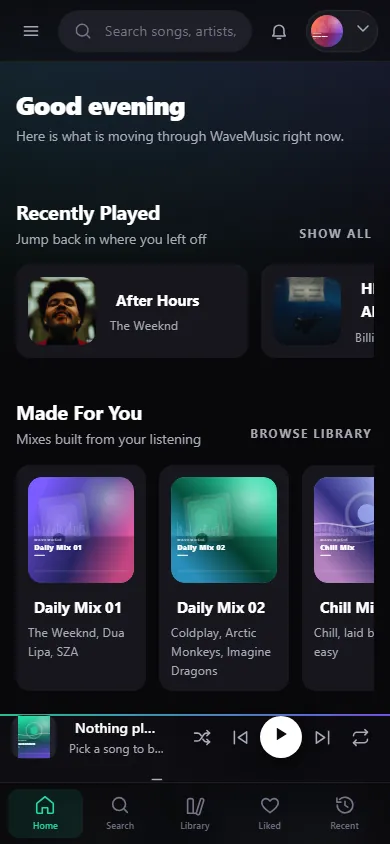 Search songs, artists,
Good evening
Here is what is moving through WaveMusic right now.
Recently Played
Jump back in where you left off
SHOW ALL
After Hours
The Weeknd
Billi
Made For You
Mixes built from your listening
BROWSE LIBRARY
Daily Mix 01
Daily Mix 02
Chill Mix
Daily Mix 01
The Weeknd, Dua
Lipa, SZA
Daily Mix 02
Coldplay, Arctic
Monkeys, Imagine
Dragons
Chill Mi
Chill, laid b
easy
Nothing pl...
Pick a song to b...
Home
Search
Library
Liked
Recent